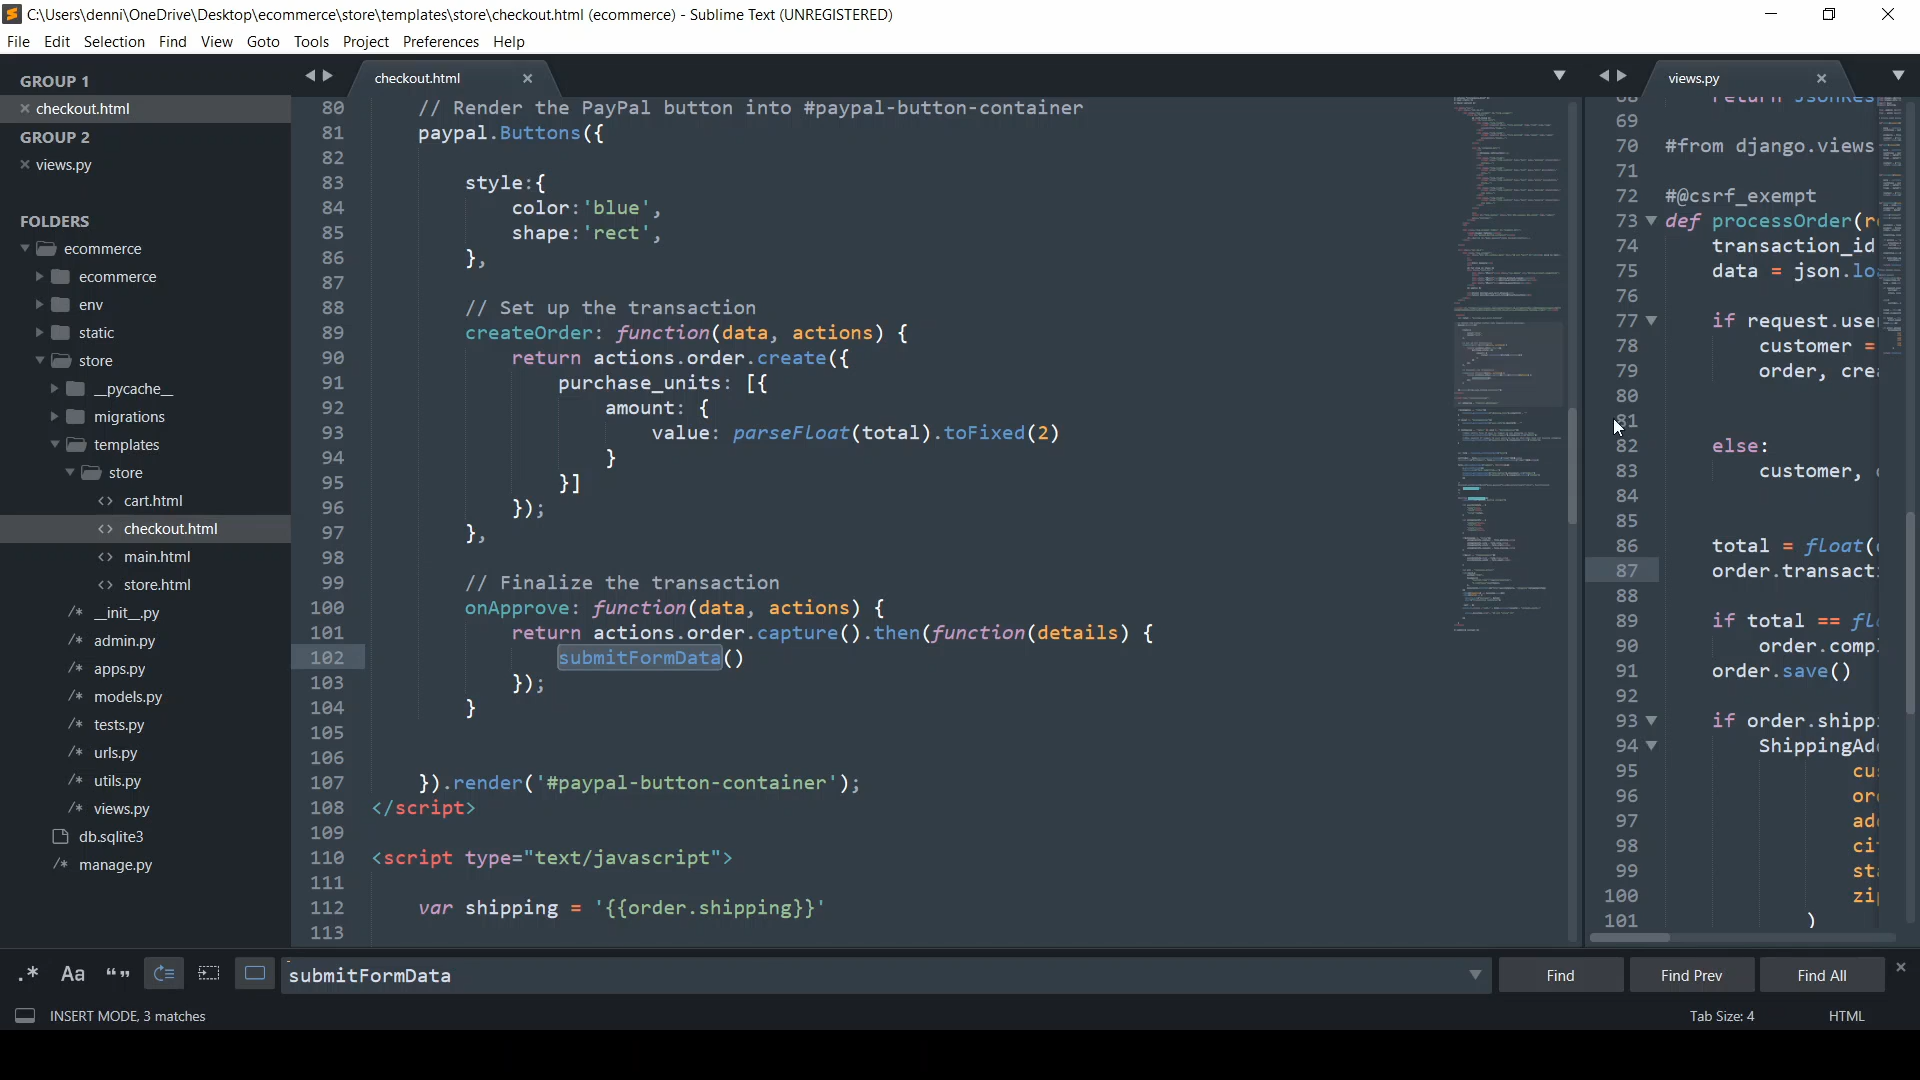 C:\Users\denni\OneDrive\Desktop\ecommerce\store\templates\store\checkout.html (ecommerce) - Sublime Text (UNREGISTERED)
File Edit Selection Find View Goto Tools Project Preferences Help
GROUP 1
checkout.html
GROUP 2
views.py
FOLDERS
ecommerce
ecommerce
env
static
store
__pycache__
migrations
templates
store
<> cart.html
<> checkout.html
<> main.html
<> store.html
/* __init__.py
/* admin.py
/* apps.py
/* models.py
/* tests.py
/* urls.py
/* utils.py
/* views.py
db.sqlite3
/* manage.py
checkout.html
80 // Render the PayPal button into #paypal-button-container
81 paypal.Buttons({
82
83 style:{
84 color:'blue',
85 shape:'rect',
86 },
87
88 // Set up the transaction
89 createOrder: function(data, actions) {
90 return actions.order.create({
91 purchase_units: [{
92 amount: {
93 value: parseFloat(total).toFixed(2)
94 }
95 }]
96 });
97 },
98
99 // Finalize the transaction
100 onApprove: function(data, actions) {
101 return actions.order.capture().then(function(details) {
102 submitFormData()
103 });
104 }
105
106
107 }).render('#paypal-button-container');
108 </script>
109
110 <script type="text/javascript">
111
112 var shipping = '{{order.shipping}}'
113
views.py
69
70 #from django.views
71
72 #@csrf_exempt
73 def processOrder(r
74 transaction_id
75 data = json.lo
76
77 if request.use
78 customer =
79 order, cre
80
81
82 else:
83 customer,
84
85
86 total = float(
87 order.transact
88
89 if total == fl
90 order.comp
91 order.save()
92
93 if order.shipp
94 ShippingAd
95 cu
96 or
97 ad
98 ci
99 st
100 zi
101 )
.* Aa “” submitFormData Find Find Prev Find All
INSERT MODE, 3 matches Tab Size: 4 HTML